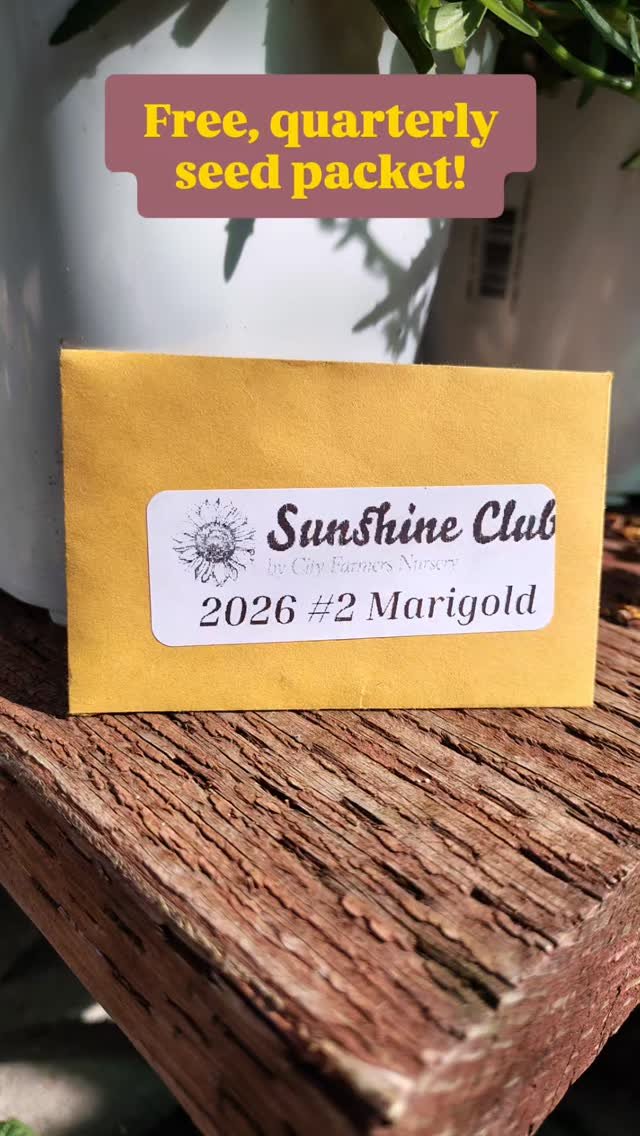 Free, quarterly
seed packet!
Sunshine Club
by City Farmers Nursery
2026 #2 Marigold